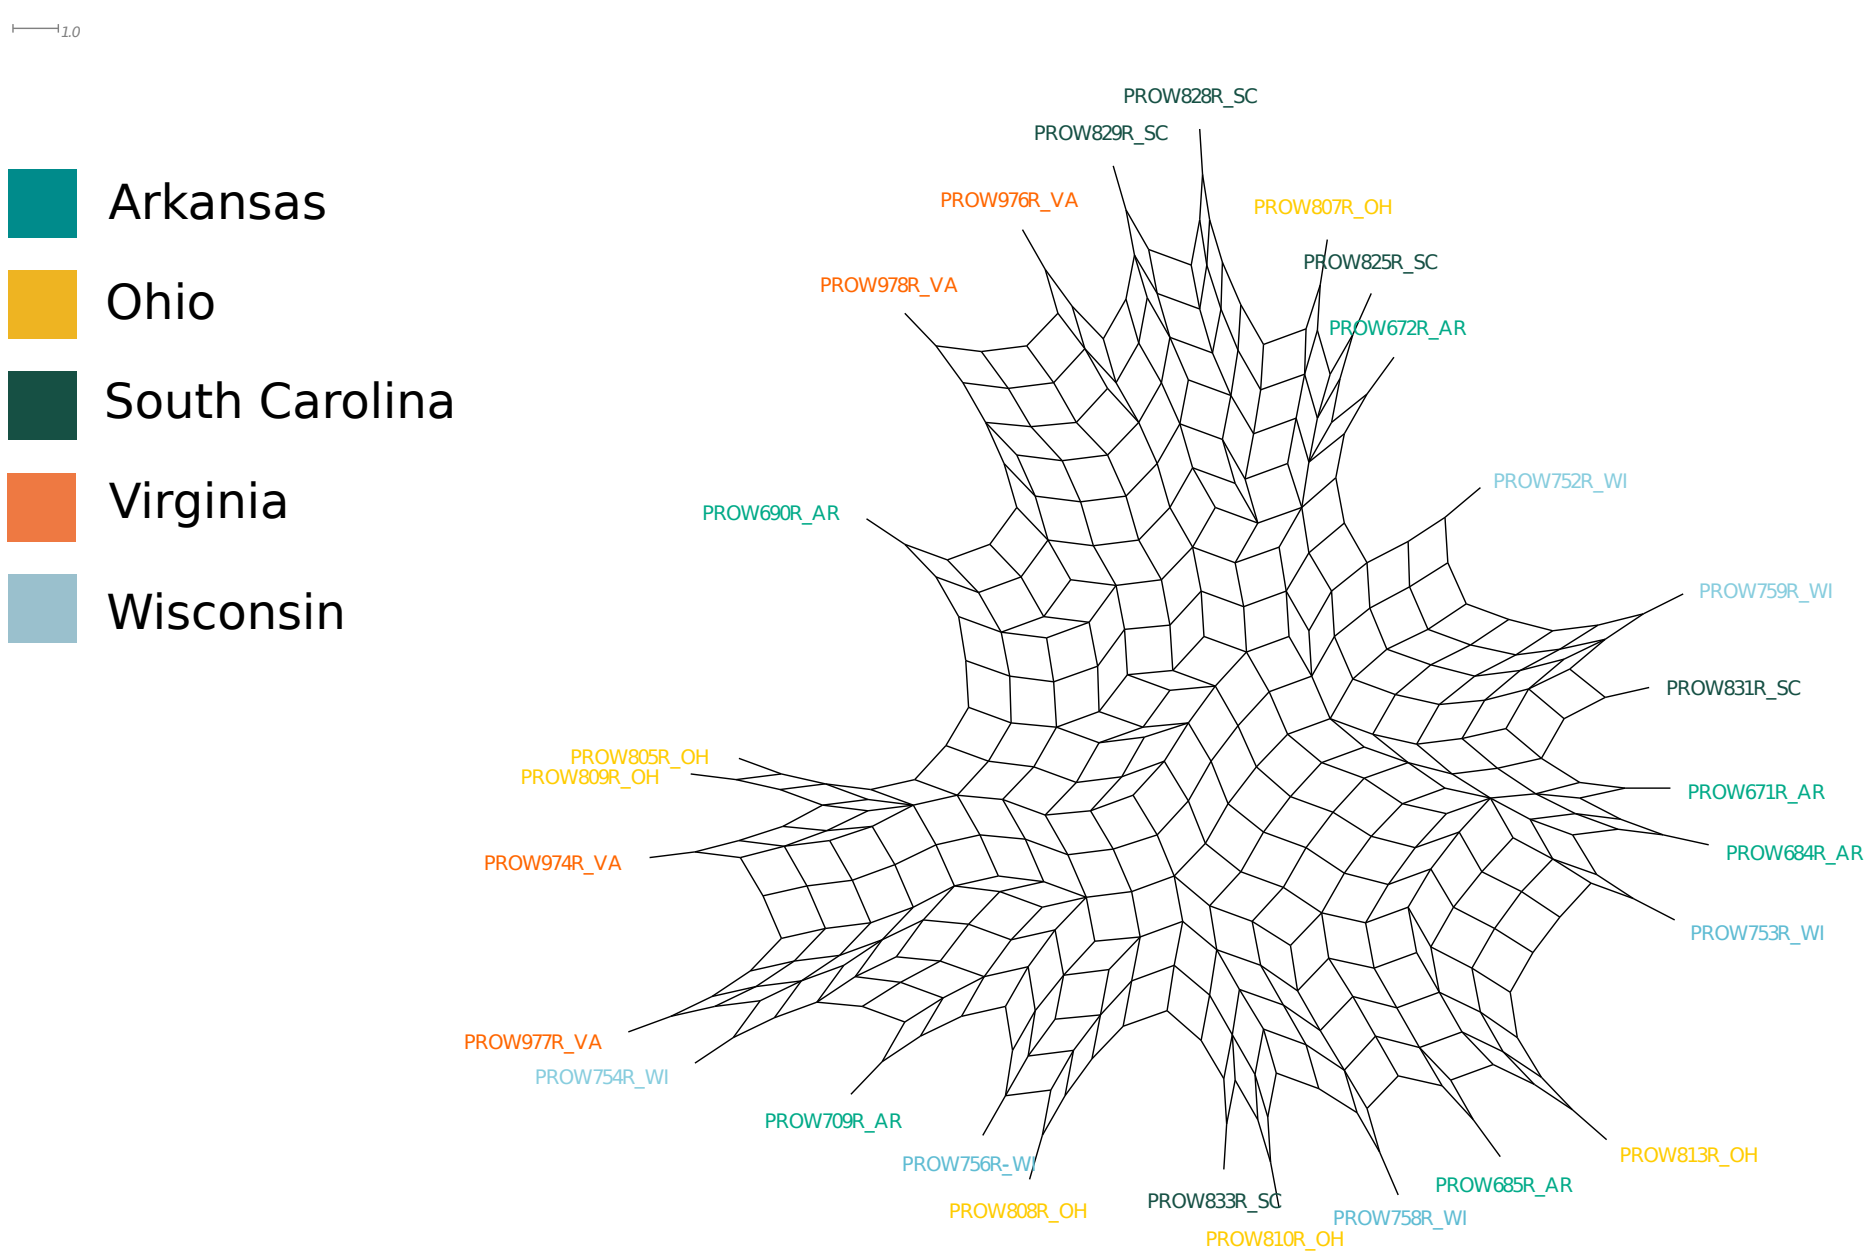 1.0
PROW828R_SC
PROW829R_SC
PROW976R_VA
PROW807R_OH
PROW825R_SC
PROW978R_VA
PROW672R_AR
PROW752R_WI
PROW690R_AR
PROW759R_WI
PROW831R_SC
PROW805R_OH
PROW809R_OH
PROW671R_AR
PROW974R_VA
PROW684R_AR
PROW753R_WI
PROW977R_VA
PROW754R_WI
PROW709R_AR
PROW756R_WI
PROW813R_OH
PROW685R_AR
PROW833R_SC
PROW808R_OH
PROW758R_WI
PROW810R_OH
Arkansas
Ohio
South Carolina
Virginia
Wisconsin